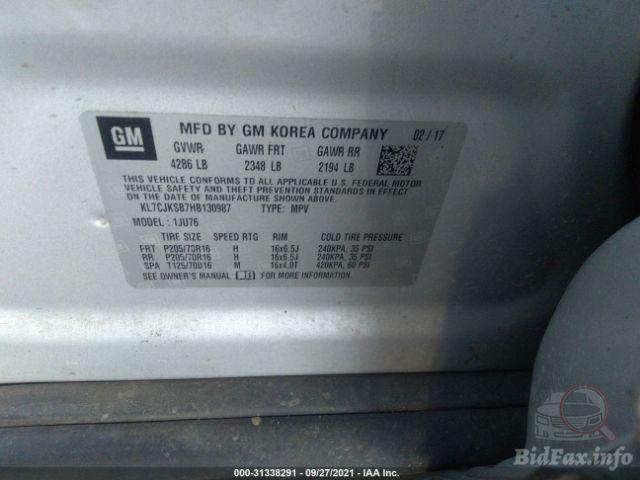 GM
MFD BY GM KOREA COMPANY 02 / 17
GVWR GAWR FRT GAWR RR
4286 LB 2348 LB 2194 LB
THIS VEHICLE CONFORMS TO ALL APPLICABLE U.S. FEDERAL MOTOR
VEHICLE SAFETY AND THEFT PREVENTION STANDARDS IN EFFECT
ON THE DATE OF MANUFACTURE SHOWN ABOVE.
KL7CJKSB7HB130987 TYPE: MPV
MODEL: 1JU76
TIRE SIZE SPEED RTG RIM COLD TIRE PRESSURE
FRT P205/70R16 H 16x6.5J 240KPA, 35 PSI
RR P205/70R16 H 16x6.5J 240KPA, 35 PSI
SPA T125/70D16 M 16x4.0T 420KPA, 60 PSI
SEE OWNER'S MANUAL FOR MORE INFORMATION.
BidFax.info
000-31338291 - 09/27/2021 - IAA Inc.